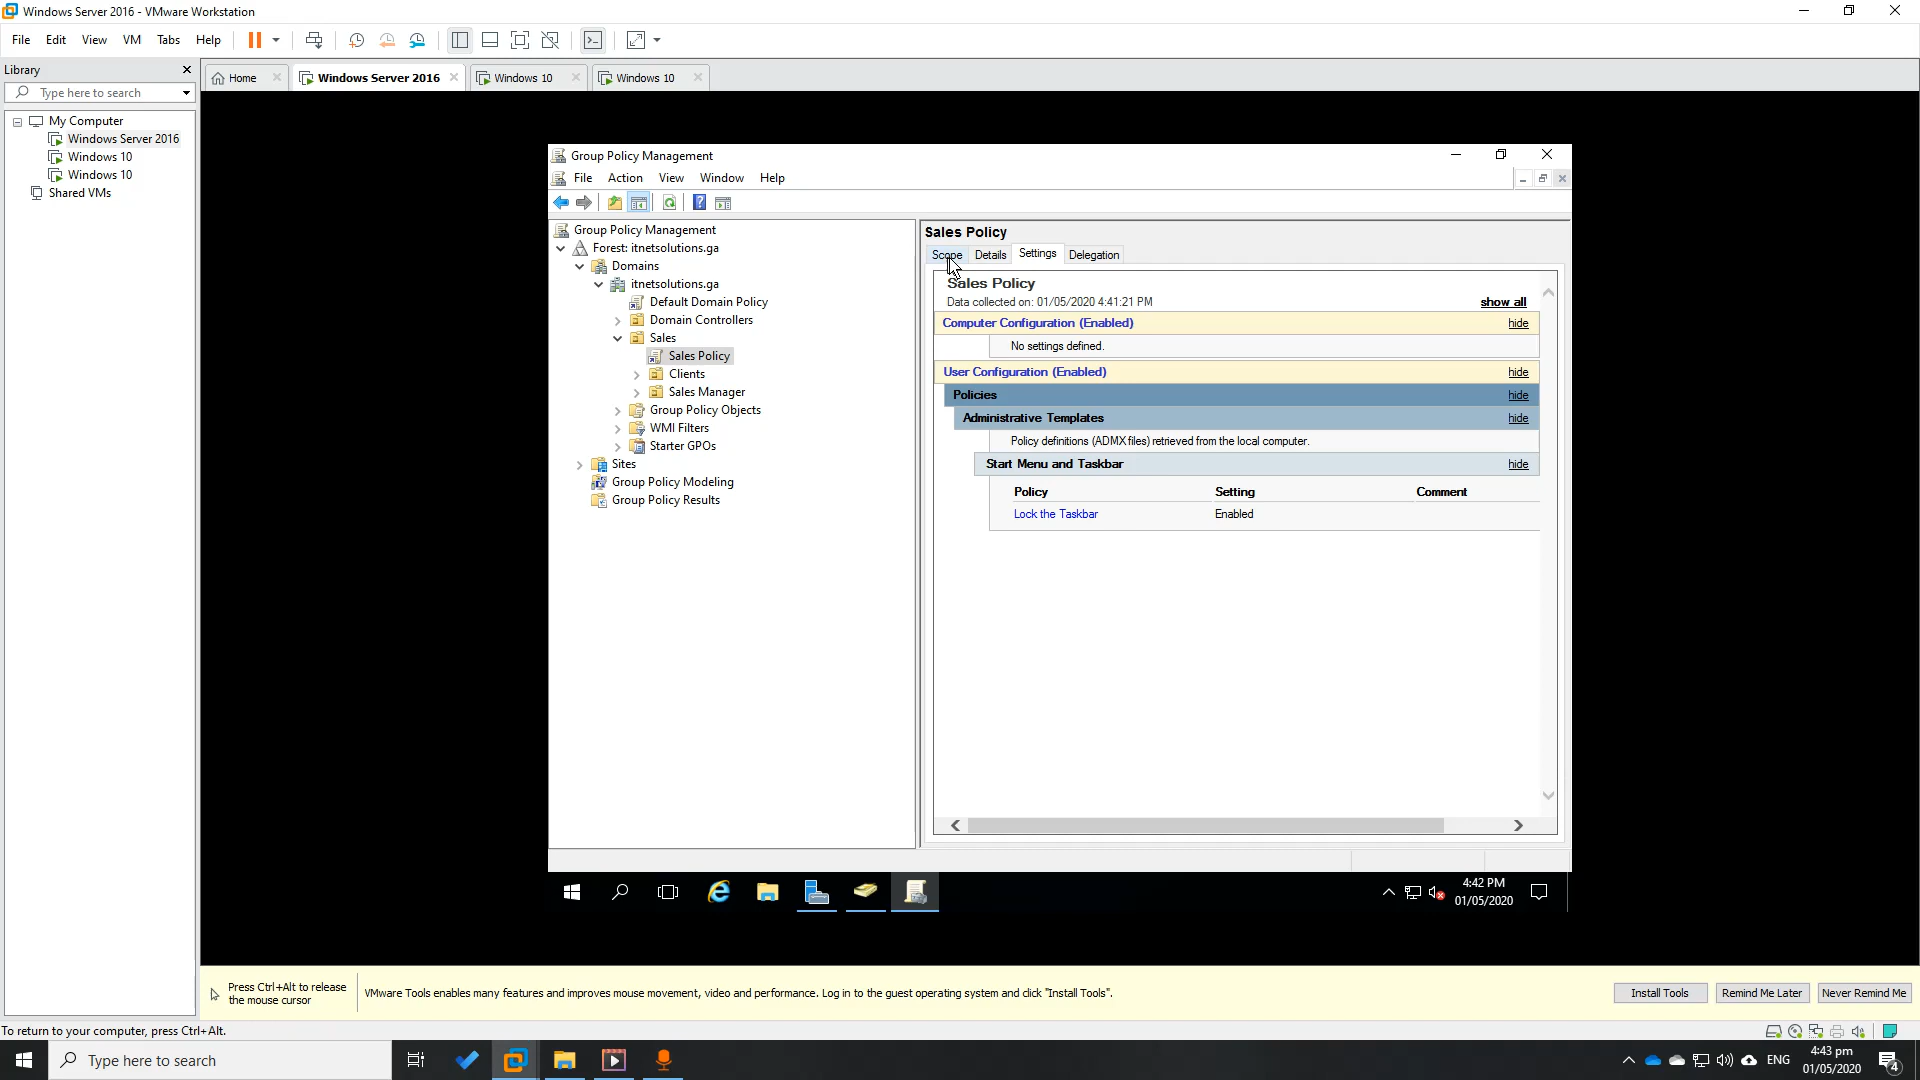 Windows Server 2016 - VMware Workstation
File Edit View VM Tabs Help
Library
Type here to search
Home
Windows Server 2016
Windows 10
Windows 10
My Computer
Windows Server 2016
Windows 10
Windows 10
Shared VMs
Group Policy Management
File Action View Window Help
Group Policy Management
Forest: itnetsolutions.ga
Domains
itnetsolutions.ga
Default Domain Policy
Domain Controllers
Sales
Sales Policy
Clients
Sales Manager
Group Policy Objects
WMI Filters
Starter GPOs
Sites
Group Policy Modeling
Group Policy Results
Sales Policy
Scope Details Settings Delegation
Sales Policy
Data collected on: 01/05/2020 4:41:21 PM show all
Computer Configuration (Enabled) hide
No settings defined.
User Configuration (Enabled) hide
Policies hide
Administrative Templates hide
Policy definitions (ADMX files) retrieved from the local computer.
Start Menu and Taskbar hide
Policy Setting Comment
Lock the Taskbar Enabled
4:42 PM
01/05/2020
Press Ctrl+Alt to release
the mouse cursor
VMware Tools enables many features and improves mouse movement, video and performance. Log in to the guest operating system and click "Install Tools".
Install Tools Remind Me Later Never Remind Me
To return to your computer, press Ctrl+Alt.
Type here to search
ENG
4:43 pm
01/05/2020
4